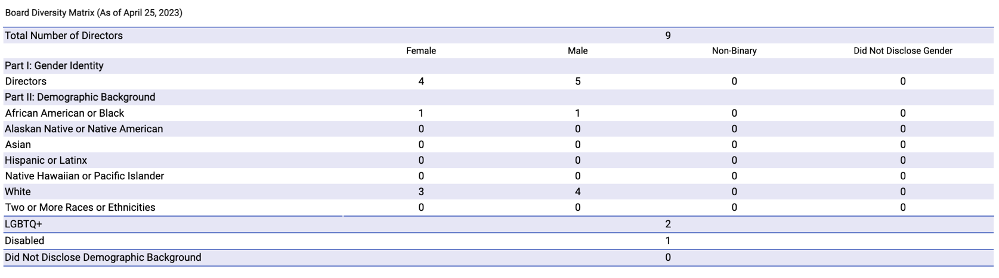 Board Diversity Matrix (As of April 25, 2023)
Total Number of Directors 9
Female Male Non-Binary Did Not Disclose Gender
Part I: Gender Identity
Directors 4 5 0 0
Part II: Demographic Background
African American or Black 1 1 0 0
Alaskan Native or Native American 0 0 0 0
Asian 0 0 0 0
Hispanic or Latinx 0 0 0 0
Native Hawaiian or Pacific Islander 0 0 0 0
White 3 4 0 0
Two or More Races or Ethnicities 0 0 0 0
LGBTQ+ 2
Disabled 1
Did Not Disclose Demographic Background 0